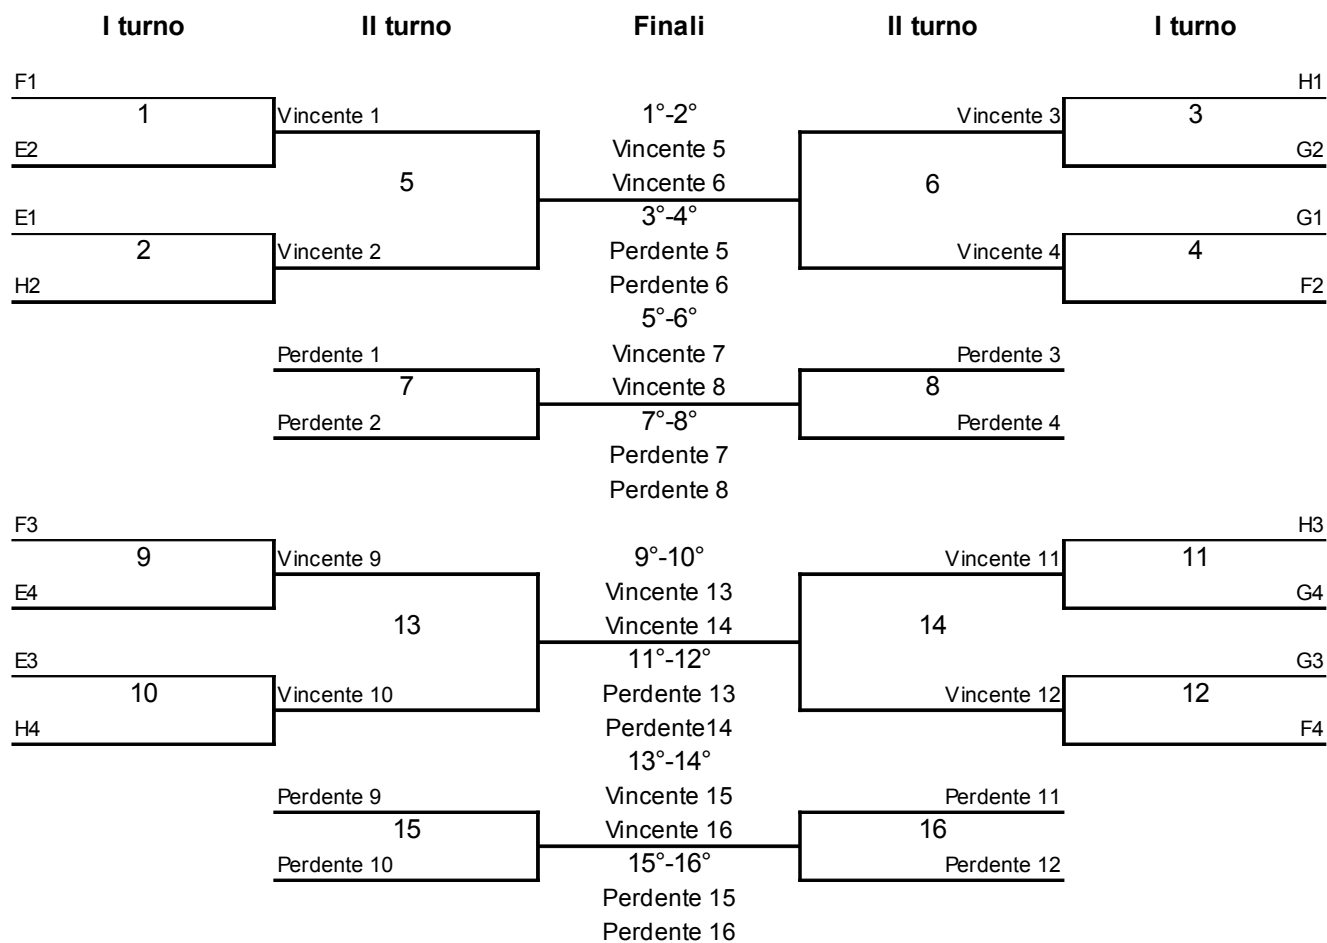 I turno II turno Finali II turno I turno
F1 H1
1 Vincente 1 1°-2° Vincente 3 3
E2 Vincente 5 G2
5 Vincente 6 6
E1 3°-4° G1
2 Vincente 2 Perdente 5 Vincente 4 4
H2 Perdente 6 F2
5°-6°
Perdente 1 Vincente 7 Perdente 3
7 Vincente 8 8
Perdente 2 7°-8° Perdente 4
Perdente 7
Perdente 8
F3 H3
9 Vincente 9 9°-10° Vincente 11 11
E4 Vincente 13 G4
13 Vincente 14 14
E3 11°-12° G3
10 Vincente 10 Perdente 13 Vincente 12 12
H4 Perdente14 F4
13°-14°
Perdente 9 Vincente 15 Perdente 11
15 Vincente 16 16
Perdente 10 15°-16° Perdente 12
Perdente 15
Perdente 16